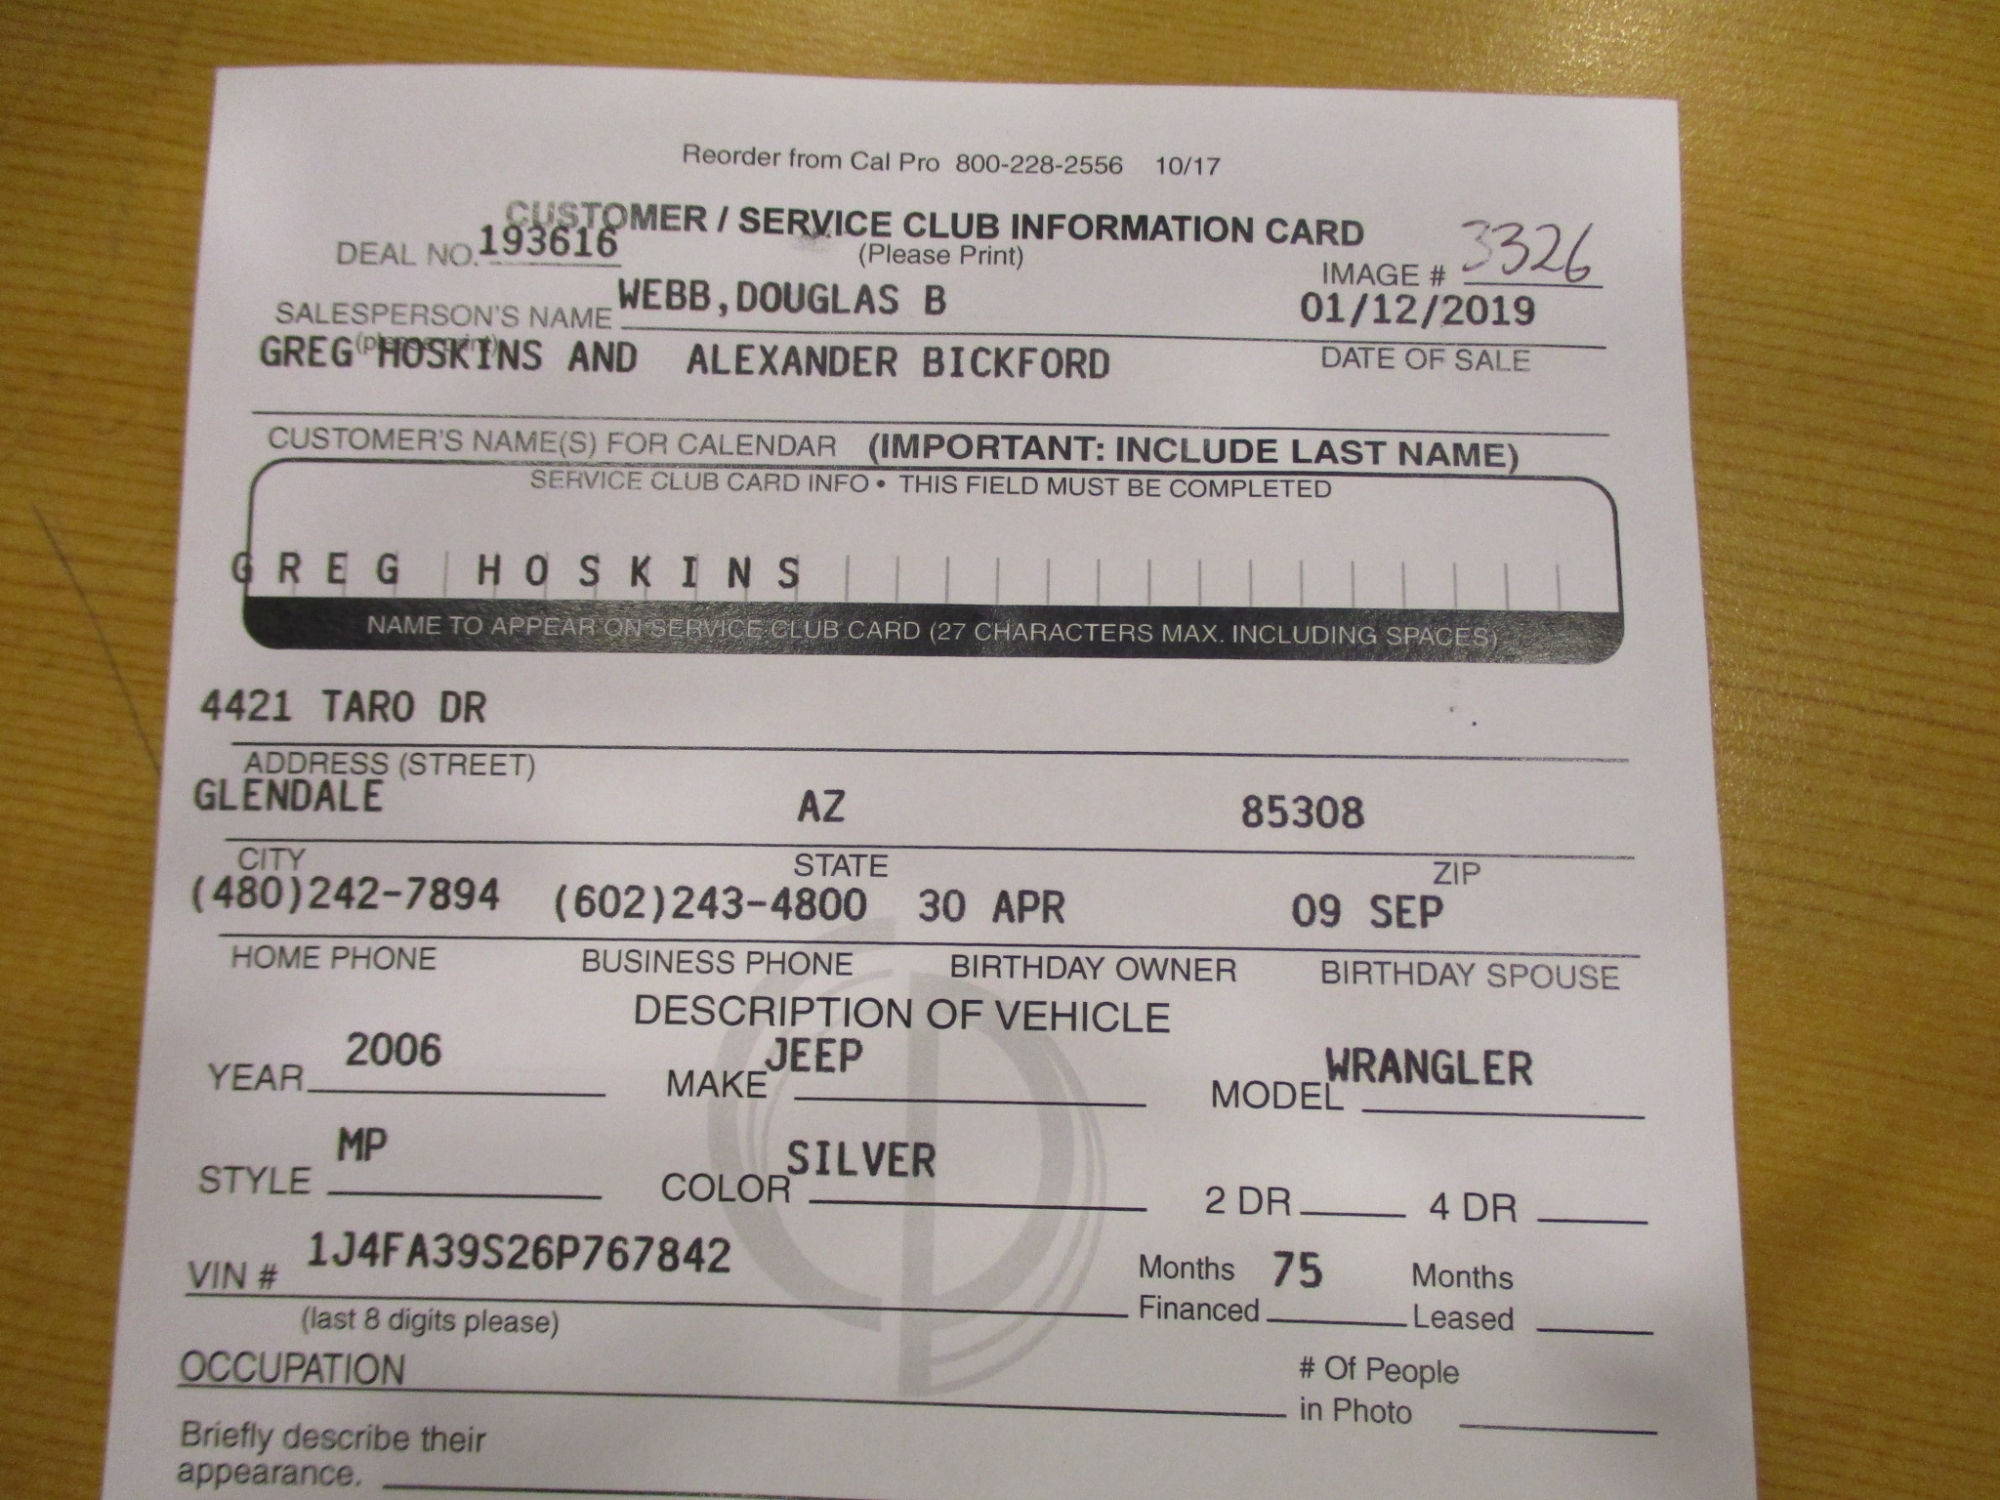 Reorder from Cal Pro 800-228-2556 10/17
CUSTOMER / SERVICE CLUB INFORMATION CARD
(Please Print)
DEAL NO. 193616
IMAGE # 3326
SALESPERSON'S NAME WEBB,DOUGLAS B
(please print)
01/12/2019
DATE OF SALE
GREG HOSKINS AND ALEXANDER BICKFORD
CUSTOMER'S NAME(S) FOR CALENDAR (IMPORTANT: INCLUDE LAST NAME)
SERVICE CLUB CARD INFO • THIS FIELD MUST BE COMPLETED
GREG HOSKINS
NAME TO APPEAR ON SERVICE CLUB CARD (27 CHARACTERS MAX. INCLUDING SPACES)
4421 TARO DR
ADDRESS (STREET)
GLENDALE AZ 85308
CITY STATE ZIP
(480)242-7894 (602)243-4800 30 APR 09 SEP
HOME PHONE BUSINESS PHONE BIRTHDAY OWNER BIRTHDAY SPOUSE
DESCRIPTION OF VEHICLE
YEAR 2006 MAKE JEEP MODEL WRANGLER
STYLE MP COLOR SILVER 2 DR 4 DR
VIN # 1J4FA39S26P767842
(last 8 digits please)
Months Financed 75 Months Leased
OCCUPATION
# Of People
in Photo
Briefly describe their
appearance.